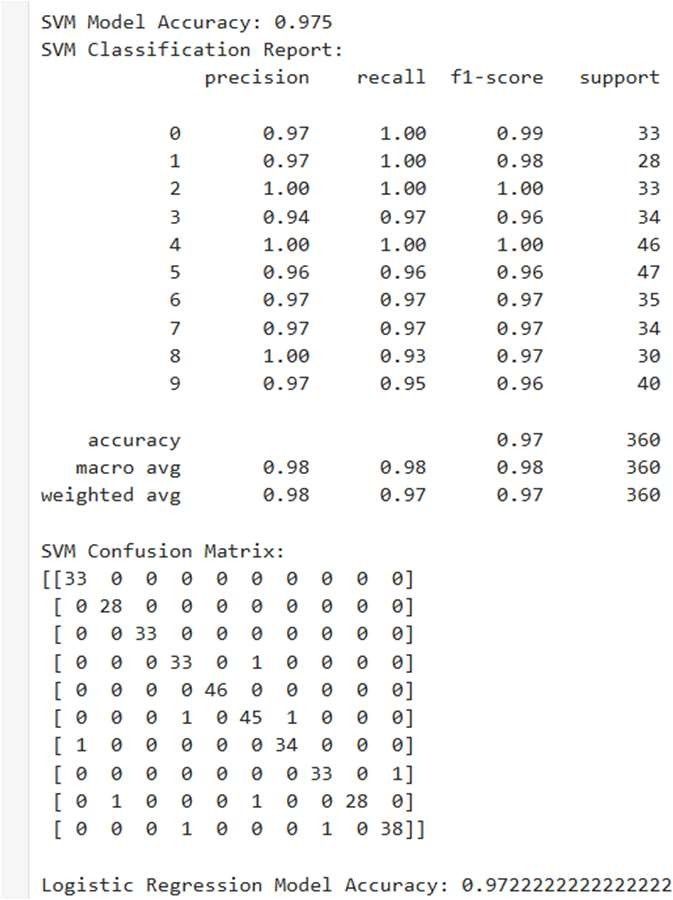 SVM Model Accuracy: 0.975
SVM Classification Report:
              precision    recall  f1-score   support

           0       0.97      1.00      0.99        33
           1       0.97      1.00      0.98        28
           2       1.00      1.00      1.00        33
           3       0.94      0.97      0.96        34
           4       1.00      1.00      1.00        46
           5       0.96      0.96      0.96        47
           6       0.97      0.97      0.97        35
           7       0.97      0.97      0.97        34
           8       1.00      0.93      0.97        30
           9       0.97      0.95      0.96        40

    accuracy                           0.97       360
   macro avg       0.98      0.98      0.98       360
weighted avg       0.98      0.97      0.97       360

SVM Confusion Matrix:
[[33  0  0  0  0  0  0  0  0  0]
 [ 0 28  0  0  0  0  0  0  0  0]
 [ 0  0 33  0  0  0  0  0  0  0]
 [ 0  0  0 33  0  1  0  0  0  0]
 [ 0  0  0  0 46  0  0  0  0  0]
 [ 0  0  0  1  0 45  1  0  0  0]
 [ 1  0  0  0  0  0 34  0  0  0]
 [ 0  0  0  0  0  0  0 33  0  1]
 [ 0  1  0  0  0  1  0  0 28  0]
 [ 0  0  0  1  0  0  0  1  0 38]]

Logistic Regression Model Accuracy: 0.9722222222222222